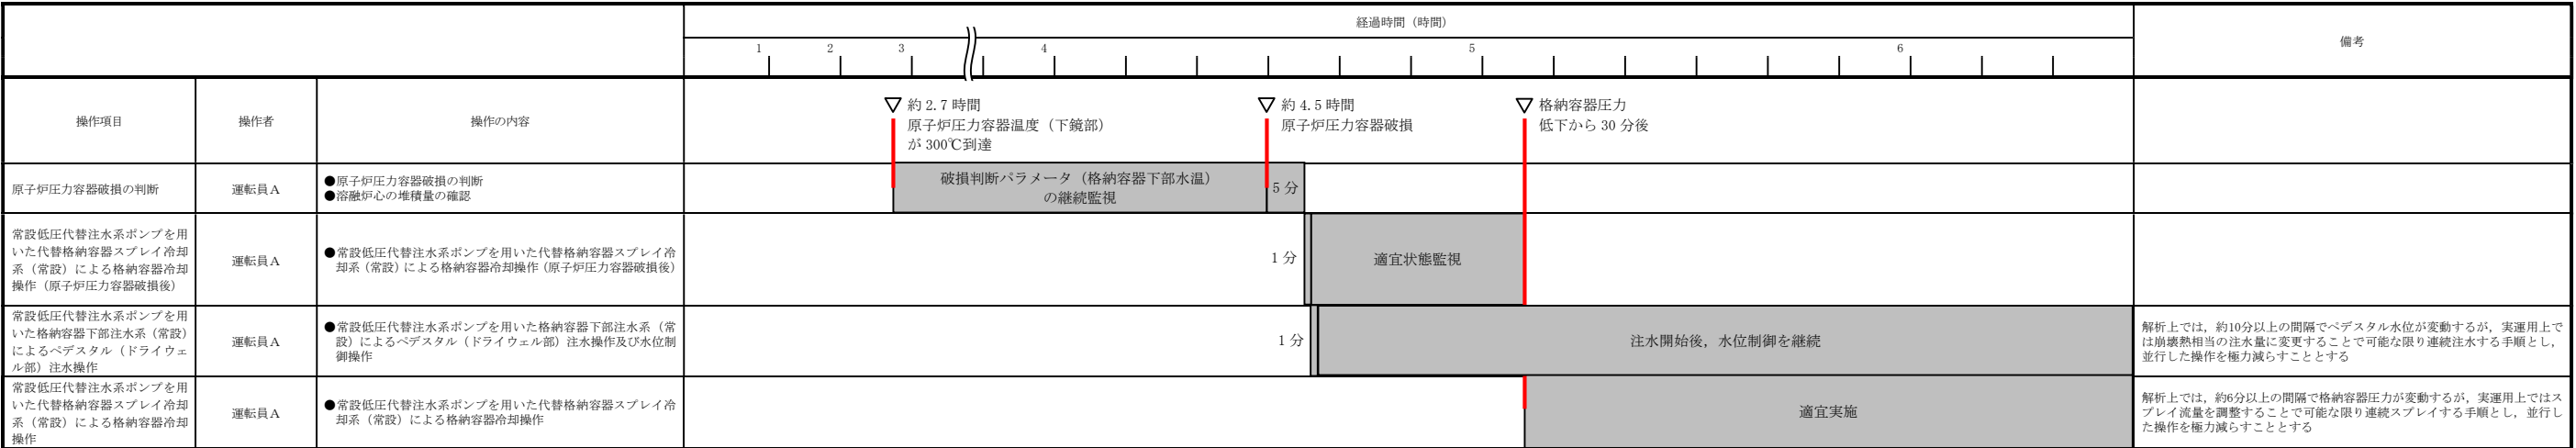 経過時間（時間）
備考
1 2 3 4 5 6
操作項目
操作者
操作の内容
▽ 約 2.7 時間
原子炉圧力容器温度（下鏡部）
が 300℃到達
▽ 約 4.5 時間
原子炉圧力容器破損
▽ 格納容器圧力
低下から 30 分後
原子炉圧力容器破損の判断
運転員Ａ
●原子炉圧力容器破損の判断
●溶融炉心の堆積量の確認
破損判断パラメータ（格納容器下部水温）
の継続監視
5 分
常設低圧代替注水系ポンプを用
いた代替格納容器スプレイ冷却
系（常設）による格納容器冷却
操作（原子炉圧力容器破損後）
運転員Ａ
●常設低圧代替注水系ポンプを用いた代替格納容器スプレイ冷
却系（常設）による格納容器冷却操作（原子炉圧力容器破損後）
1 分
適宜状態監視
常設低圧代替注水系ポンプを用
いた格納容器下部注水系（常設）
によるペデスタル（ドライウェ
ル部）注水操作
運転員Ａ
●常設低圧代替注水系ポンプを用いた格納容器下部注水系（常
設）によるペデスタル（ドライウェル部）注水操作及び水位制
御操作
1 分
注水開始後，水位制御を継続
解析上では，約10分以上の間隔でペデスタル水位が変動するが，実運用上で
は崩壊熱相当の注水量に変更することで可能な限り連続注水する手順とし，
並行した操作を極力減らすこととする
常設低圧代替注水系ポンプを用
いた代替格納容器スプレイ冷却
系（常設）による格納容器冷却
操作
運転員Ａ
●常設低圧代替注水系ポンプを用いた代替格納容器スプレイ冷
却系（常設）による格納容器冷却操作
適宜実施
解析上では，約6分以上の間隔で格納容器圧力が変動するが，実運用上ではス
プレイ流量を調整することで可能な限り連続スプレイする手順とし，並行し
た操作を極力減らすこととする